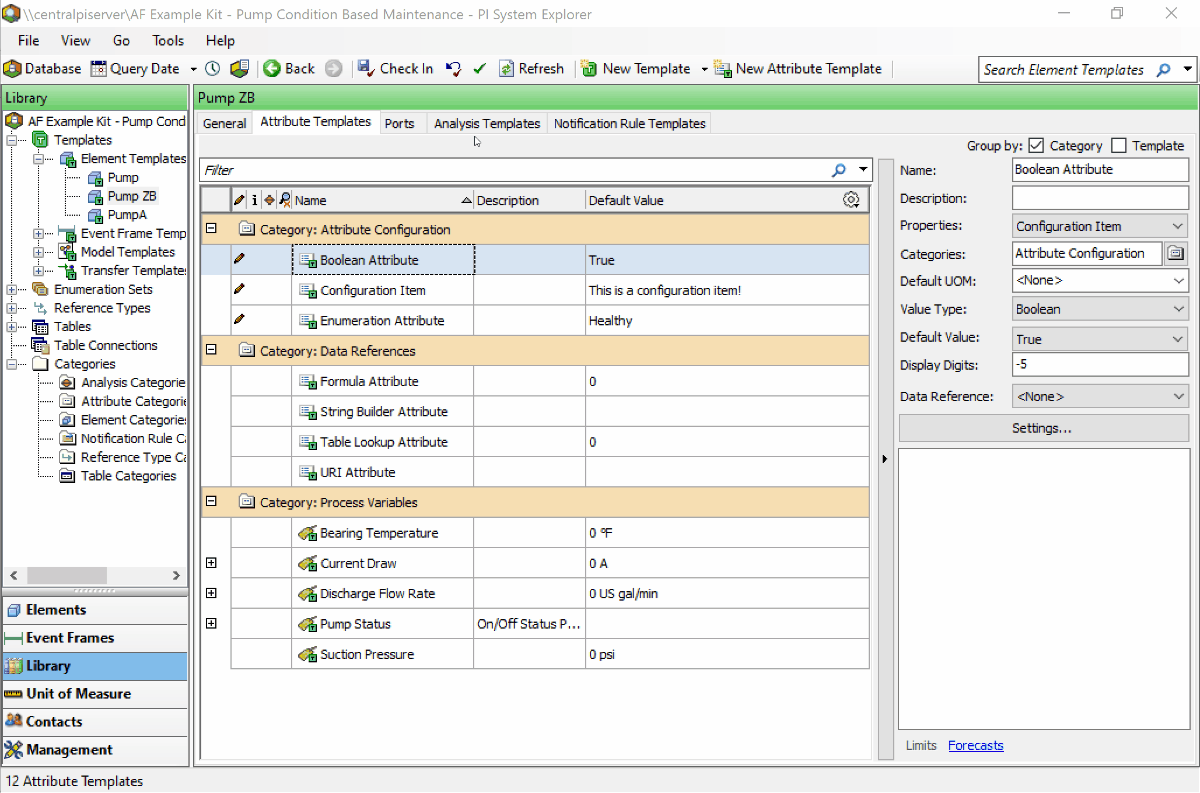 \\centralpiserver\AF Example Kit - Pump Condition Based Maintenance - PI System Explorer
File View Go Tools Help
Database Query Date Back Check In Refresh New Template New Attribute Template Search Element Templates
Library
AF Example Kit - Pump Cond
Templates
Element Templates
Pump
Pump ZB
PumpA
Event Frame Temp
Model Templates
Transfer Templates
Enumeration Sets
Reference Types
Tables
Table Connections
Categories
Analysis Categorie
Attribute Categorie
Element Categories
Notification Rule Ca
Reference Type Ca
Table Categories
Elements
Event Frames
Library
Unit of Measure
Contacts
Management
Pump ZB
General Attribute Templates Ports Analysis Templates Notification Rule Templates
Group by: Category Template
Filter
Name Description Default Value
Category: Attribute Configuration
Boolean Attribute True
Configuration Item This is a configuration item!
Enumeration Attribute Healthy
Category: Data References
Formula Attribute 0
String Builder Attribute
Table Lookup Attribute 0
URI Attribute
Category: Process Variables
Bearing Temperature 0 °F
Current Draw 0 A
Discharge Flow Rate 0 US gal/min
Pump Status On/Off Status P...
Suction Pressure 0 psi
Name: Boolean Attribute
Description:
Properties: Configuration Item
Categories: Attribute Configuration
Default UOM: <None>
Value Type: Boolean
Default Value: True
Display Digits: -5
Data Reference: <None>
Settings...
Limits Forecasts
12 Attribute Templates